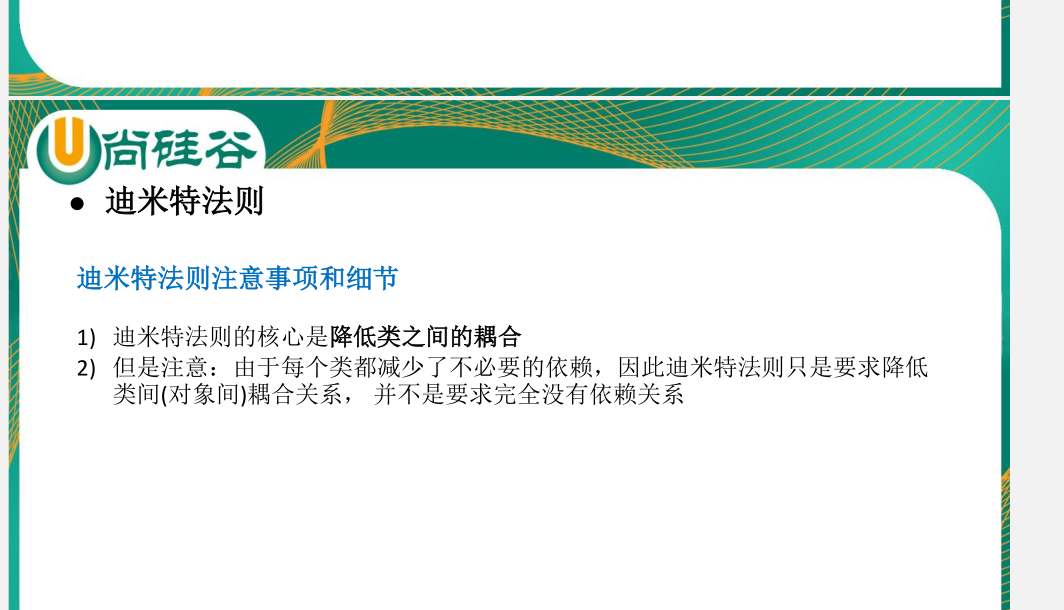 尚硅谷
● 迪米特法则
迪米特法则注意事项和细节
1) 迪米特法则的核心是降低类之间的耦合
2) 但是注意：由于每个类都减少了不必要的依赖，因此迪米特法则只是要求降低
类间(对象间)耦合关系， 并不是要求完全没有依赖关系